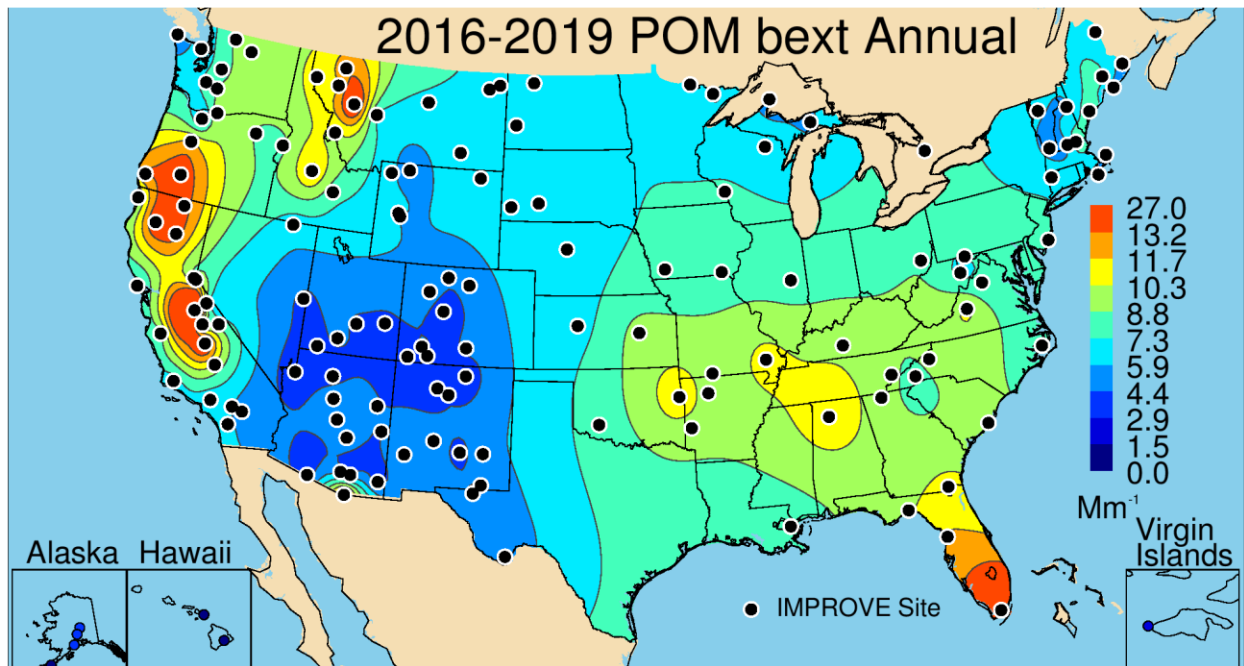 2016-2019 POM bext Annual
27.0
13.2
11.7
10.3
8.8
7.3
5.9
4.4
2.9
1.5
0.0
Mm⁻¹
Alaska
Hawaii
Virgin
Islands
IMPROVE Site